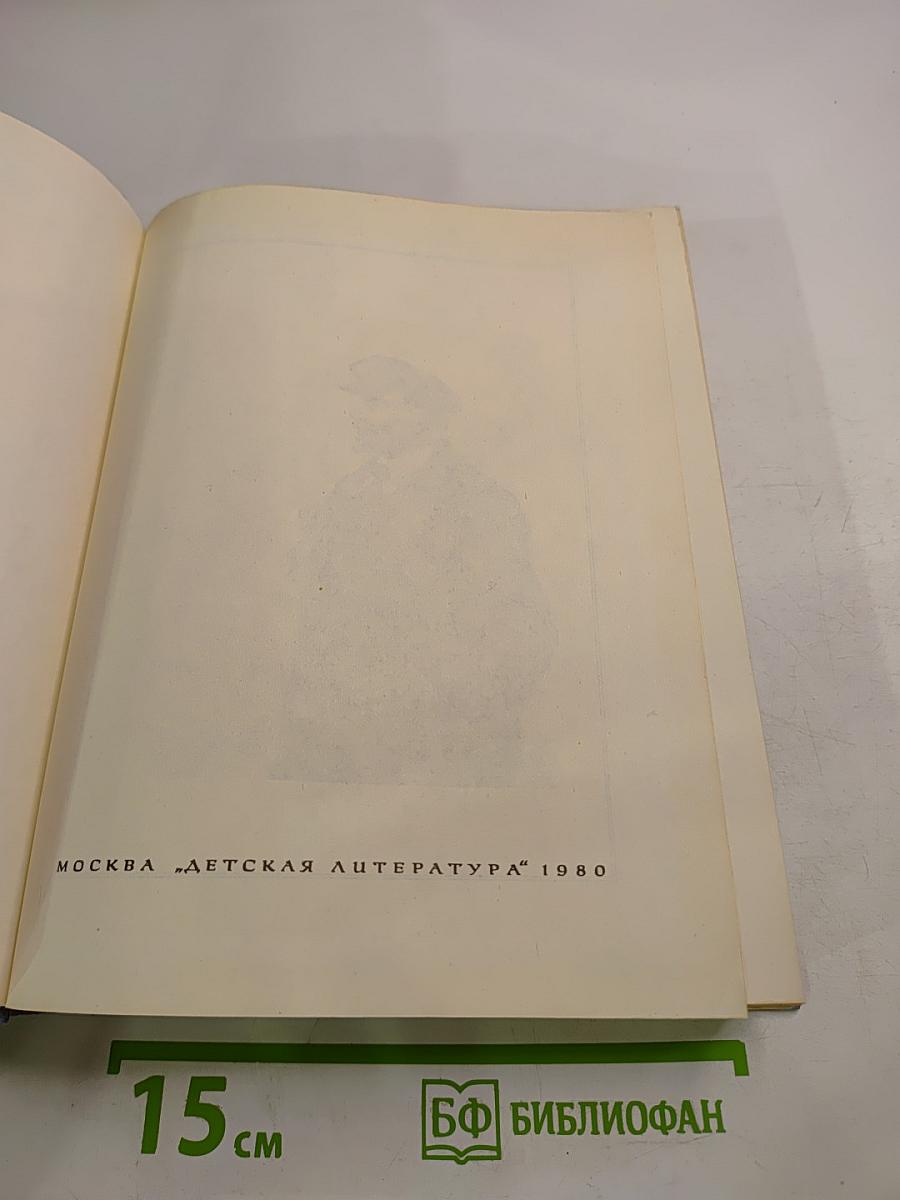 МОСКВА „ДЕТСКАЯ ЛИТЕРАТУРА“ 1980
15 см
БФ БИБЛИОФАН